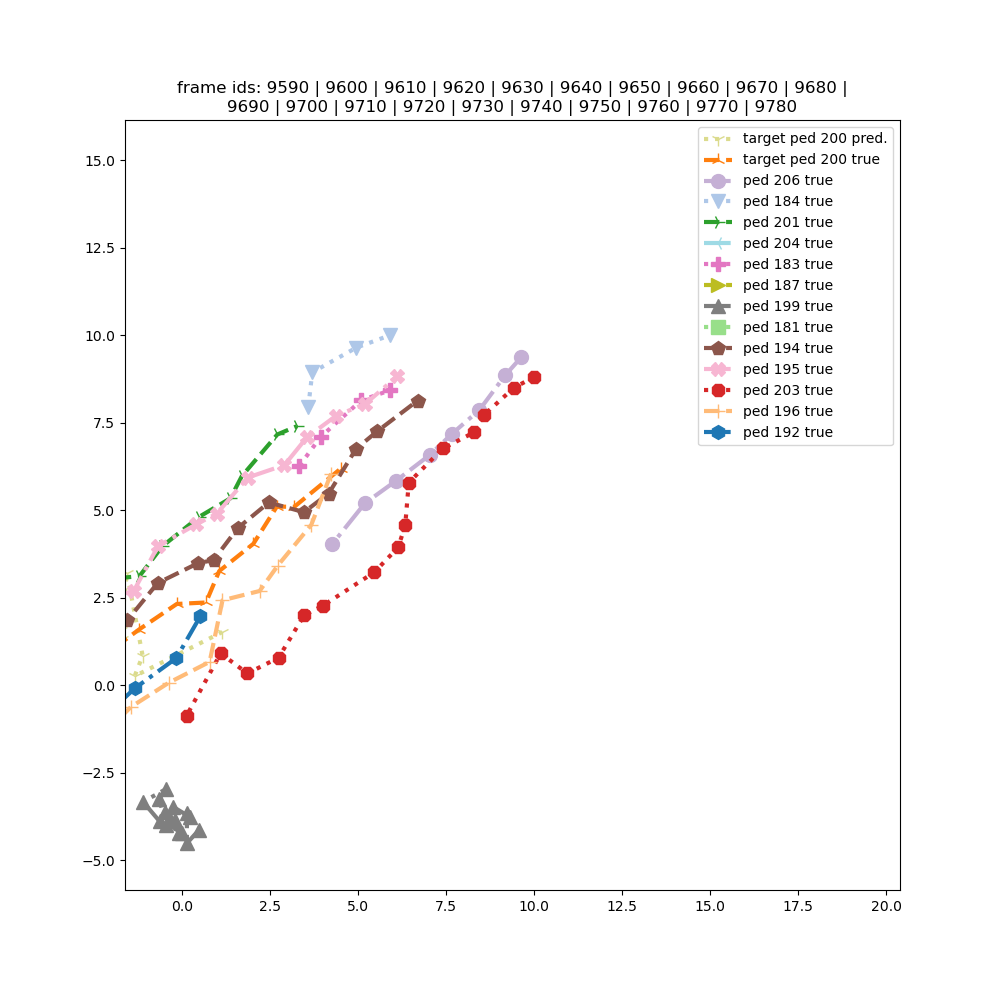 frame ids: 9590 | 9600 | 9610 | 9620 | 9630 | 9640 | 9650 | 9660 | 9670 | 9680 |
9690 | 9700 | 9710 | 9720 | 9730 | 9740 | 9750 | 9760 | 9770 | 9780
target ped 200 pred.
target ped 200 true
ped 206 true
ped 184 true
ped 201 true
ped 204 true
ped 183 true
ped 187 true
ped 199 true
ped 181 true
ped 194 true
ped 195 true
ped 203 true
ped 196 true
ped 192 true
15.0
12.5
10.0
7.5
5.0
2.5
0.0
−2.5
−5.0
0.0 2.5 5.0 7.5 10.0 12.5 15.0 17.5 20.0